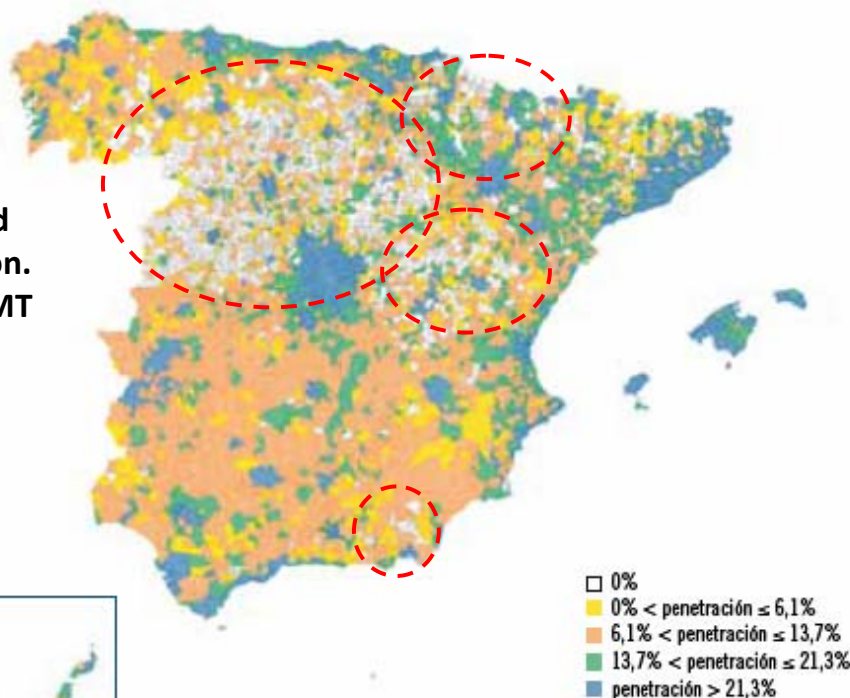 MT
0%
0% < penetración ≤ 6,1%
6,1% < penetración ≤ 13,7%
13,7% < penetración ≤ 21,3%
penetración > 21,3%